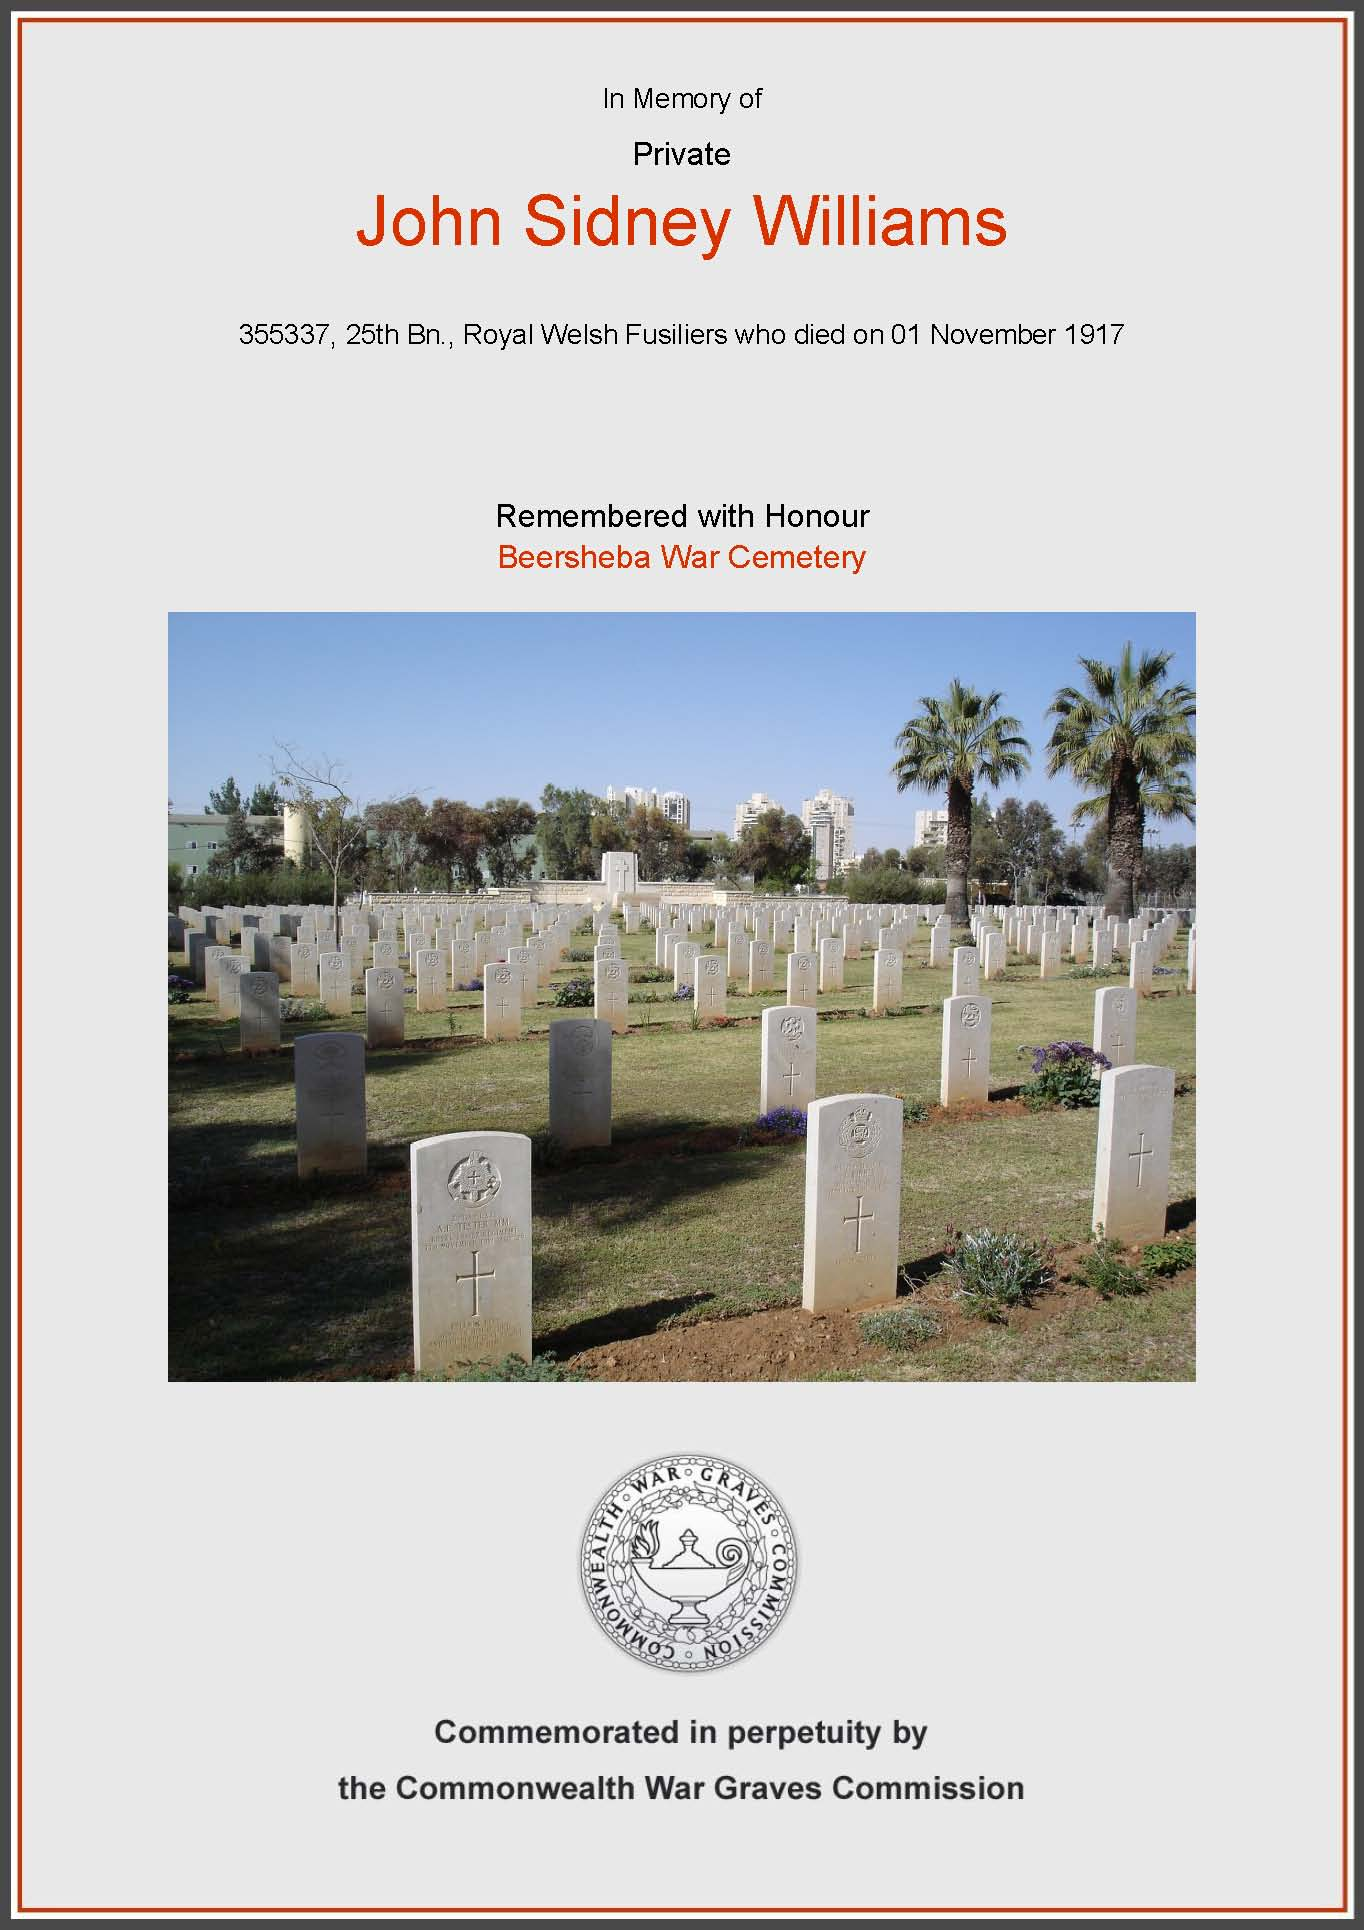 In Memory of
Private
John Sidney Williams
355337, 25th Bn., Royal Welsh Fusiliers who died on 01 November 1917
Remembered with Honour
Beersheba War Cemetery
COMMONWEALTH · WAR · GRAVES · COMMISSION ·
Commemorated in perpetuity by
the Commonwealth War Graves Commission